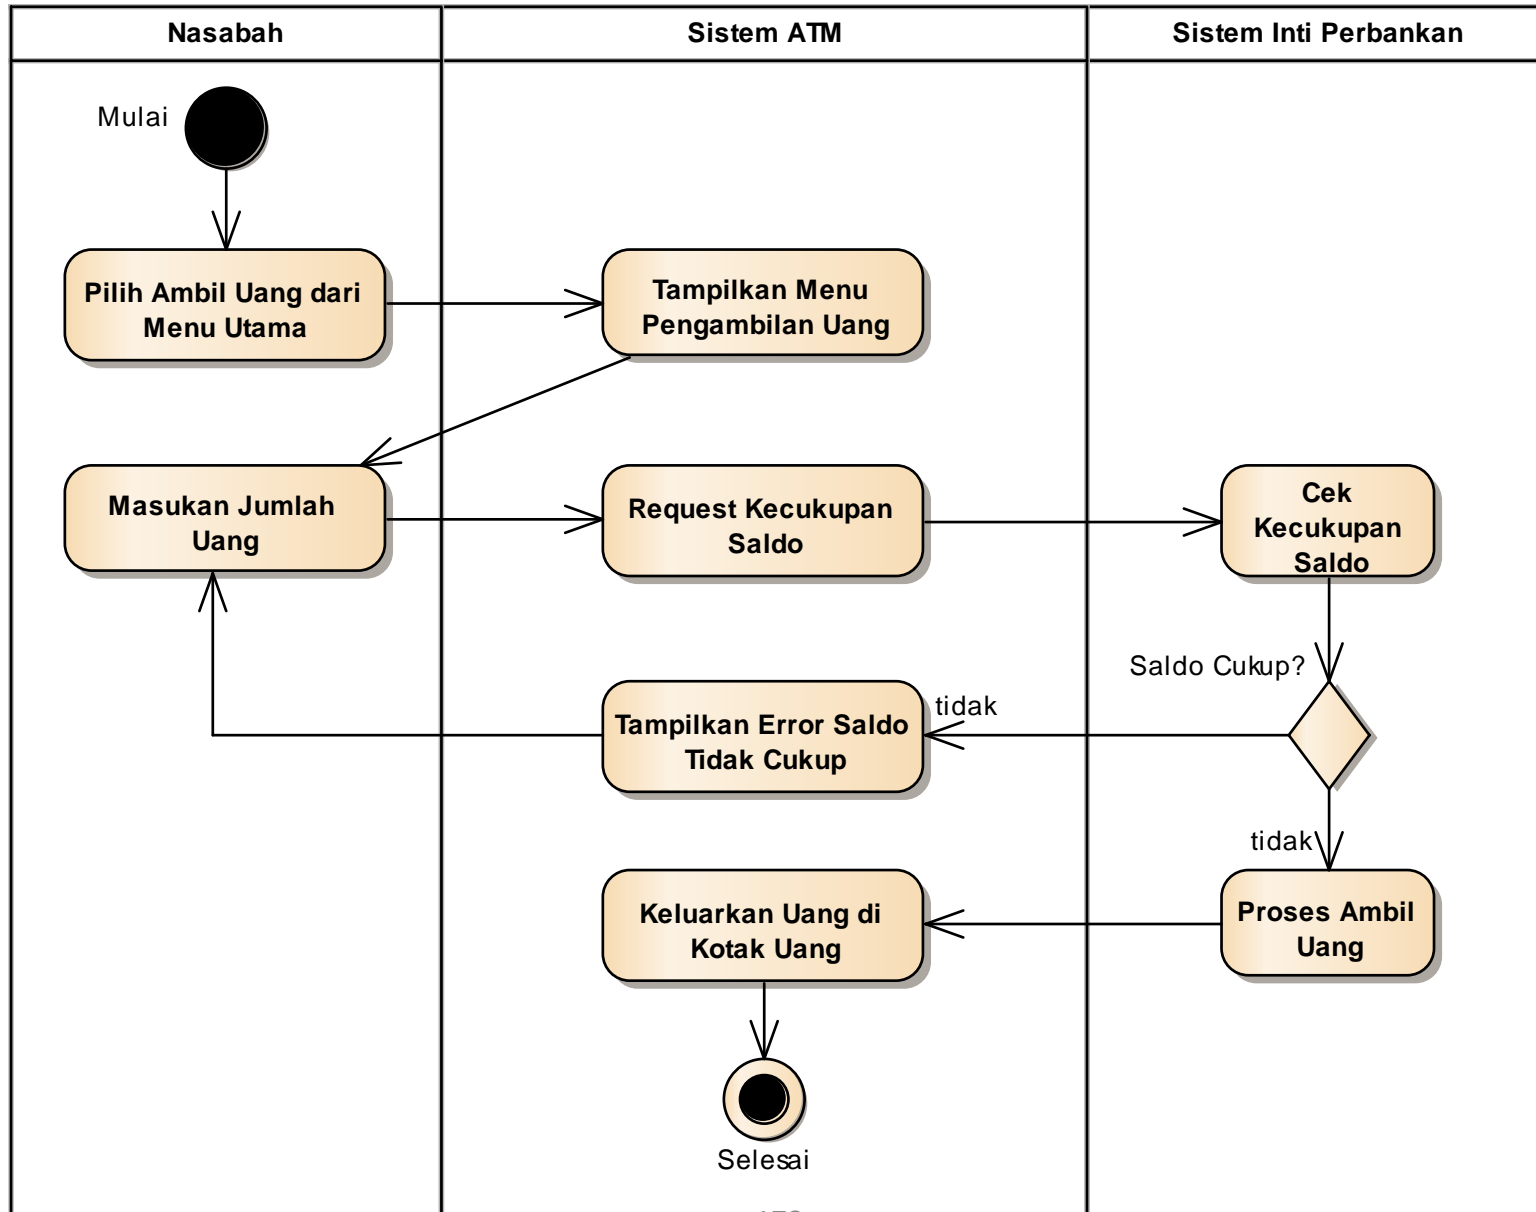 Nasabah
Sistem ATM
Sistem Inti Perbankan
Mulai
Pilih Ambil Uang dari
Menu Utama
Tampilkan Menu
Pengambilan Uang
Masukan Jumlah
Uang
Request Kecukupan
Saldo
Cek
Kecukupan
Saldo
Saldo Cukup?
tidak
Tampilkan Error Saldo
Tidak Cukup
tidak
Keluarkan Uang di
Kotak Uang
Proses Ambil
Uang
Selesai